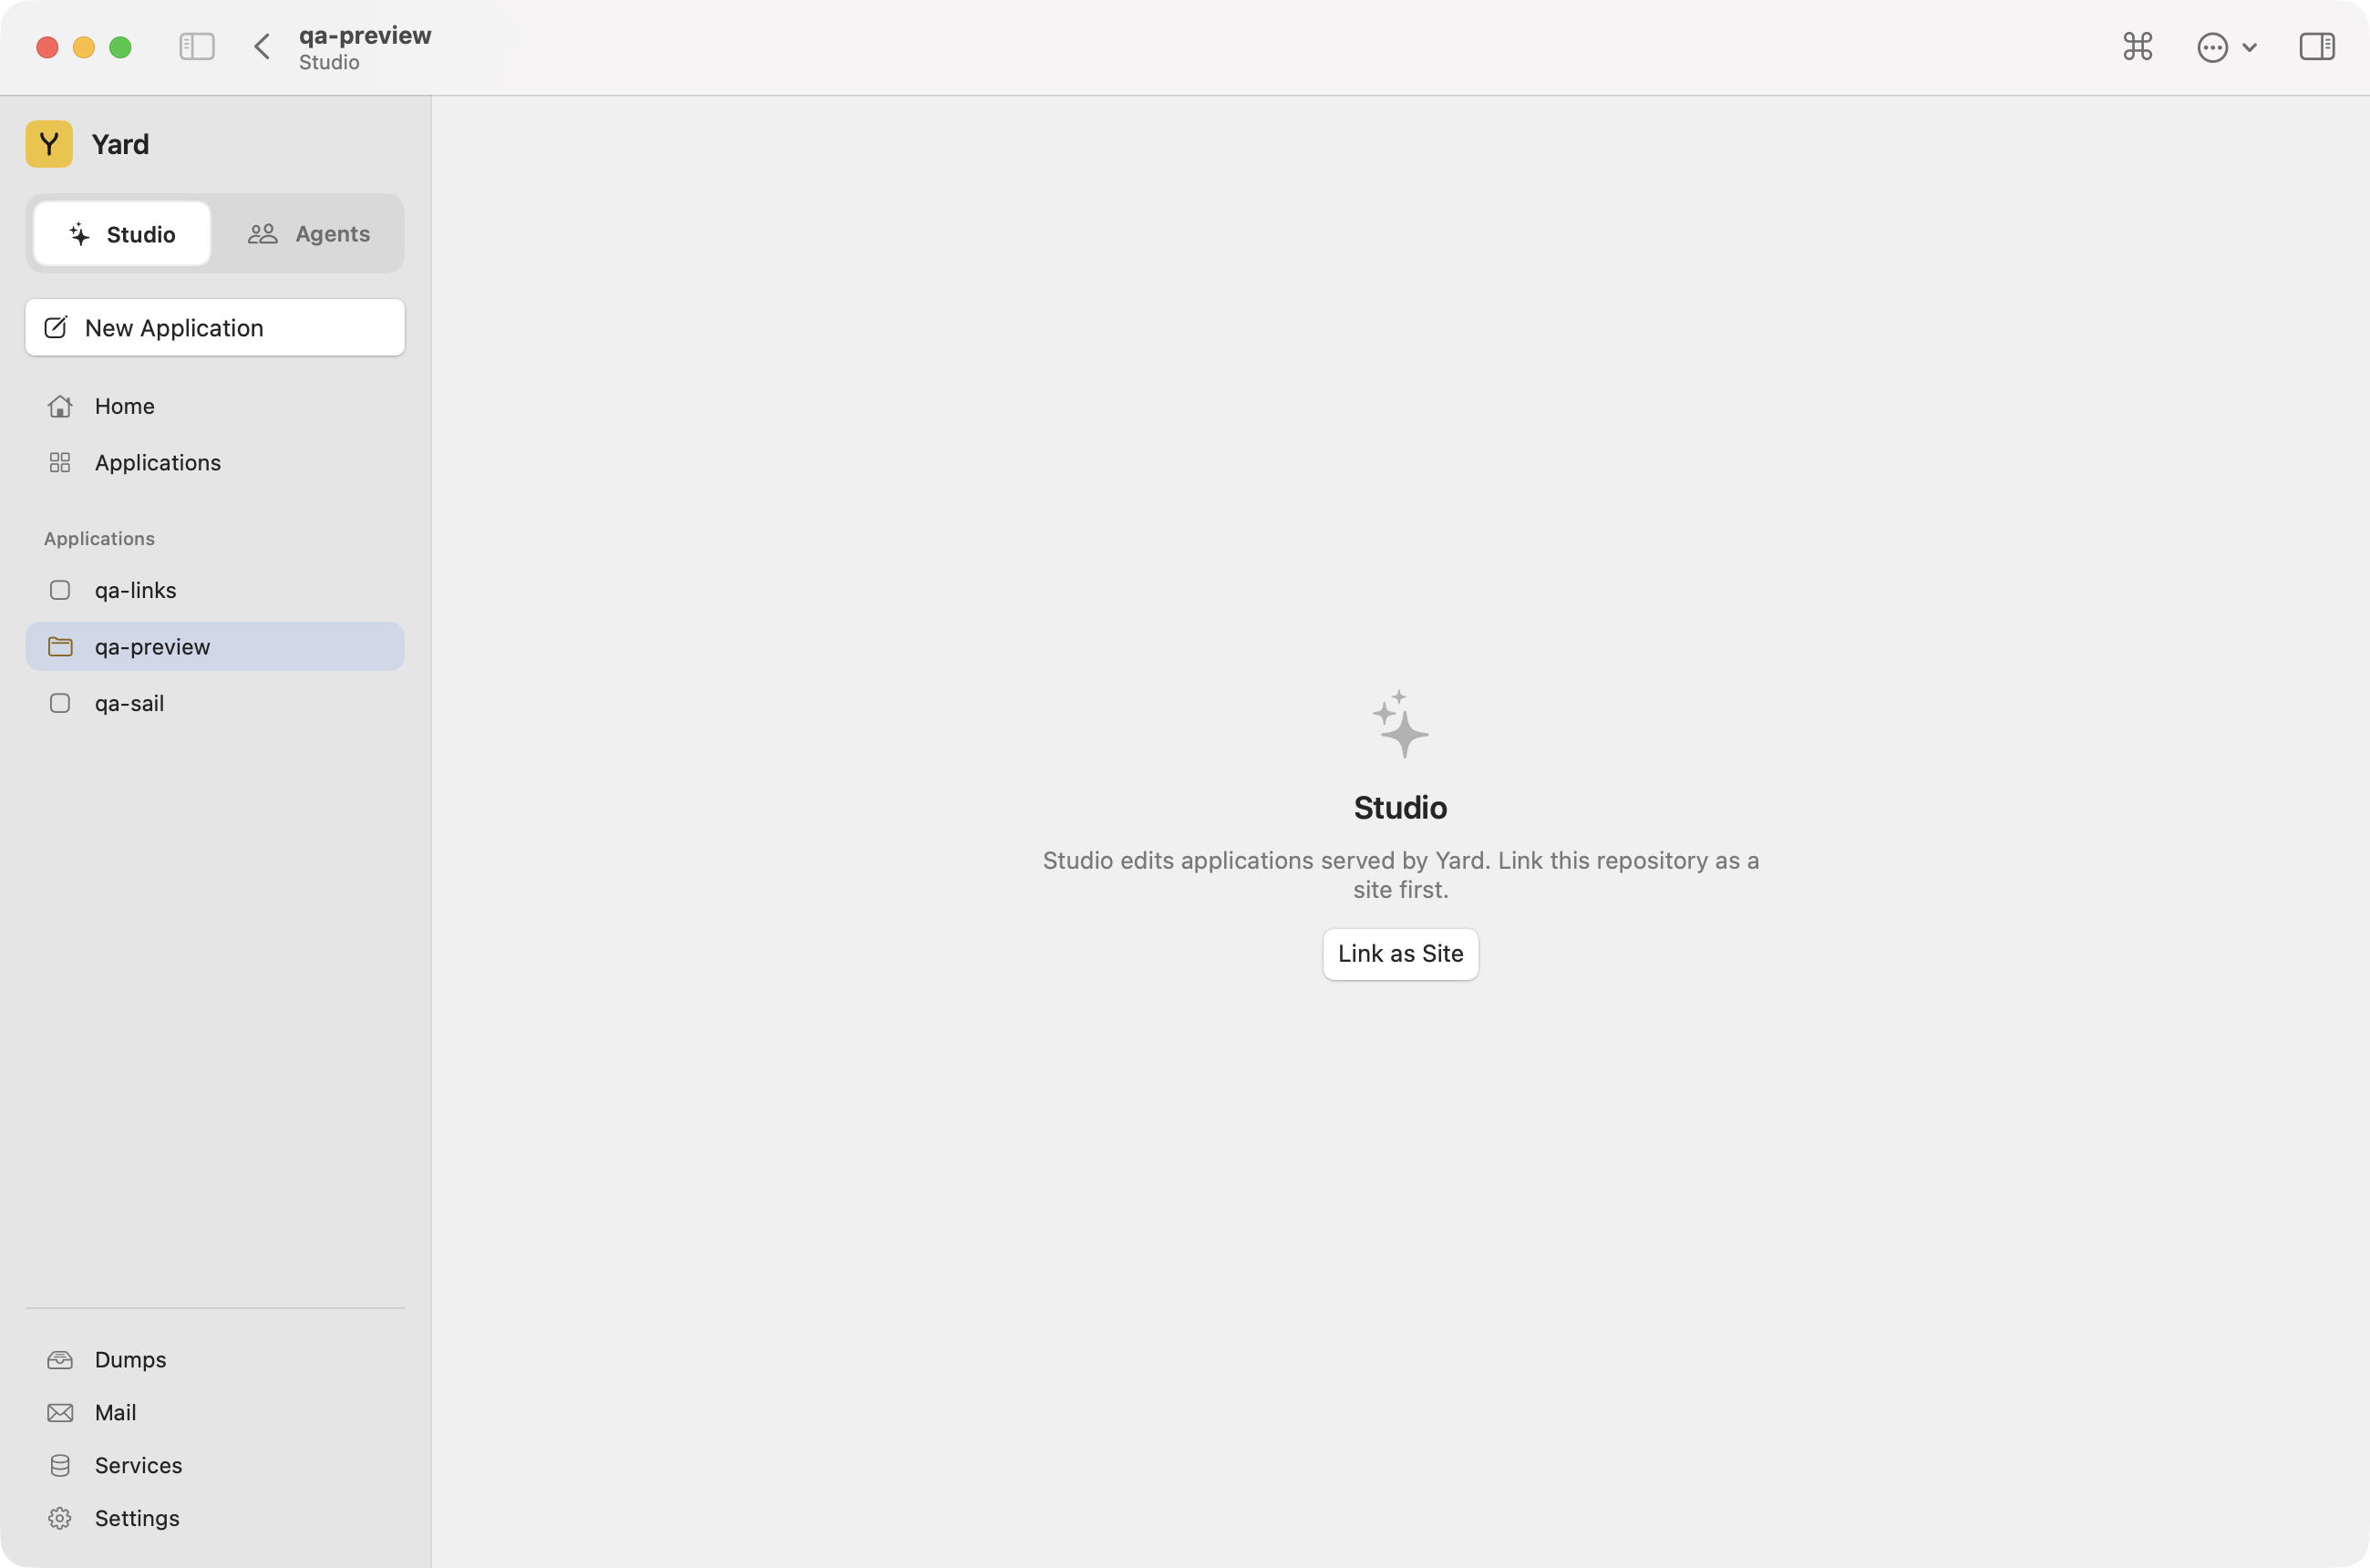 qa-preview
Studio
Y
Yard
Studio
Agents
New Application
Home
Applications
Applications
qa-links
qa-preview
qa-sail
Studio
Studio edits applications served by Yard. Link this repository as a
site first.
Link as Site
Dumps
Mail
Services
Settings